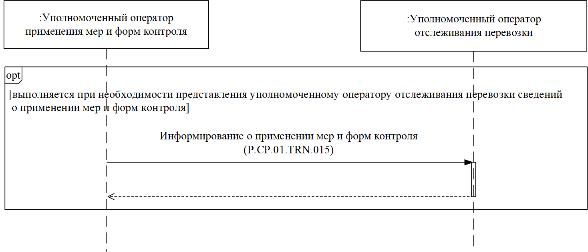 :Уполномоченный оператор
применения мер и форм контроля
:Уполномоченный оператор
отслеживания перевозки
opt
[выполняется при необходимости представления уполномоченному оператору отслеживания перевозки сведений
о применении мер и форм контроля]
Информирование о применении мер и форм контроля
(P.CP.01.TRN.015)